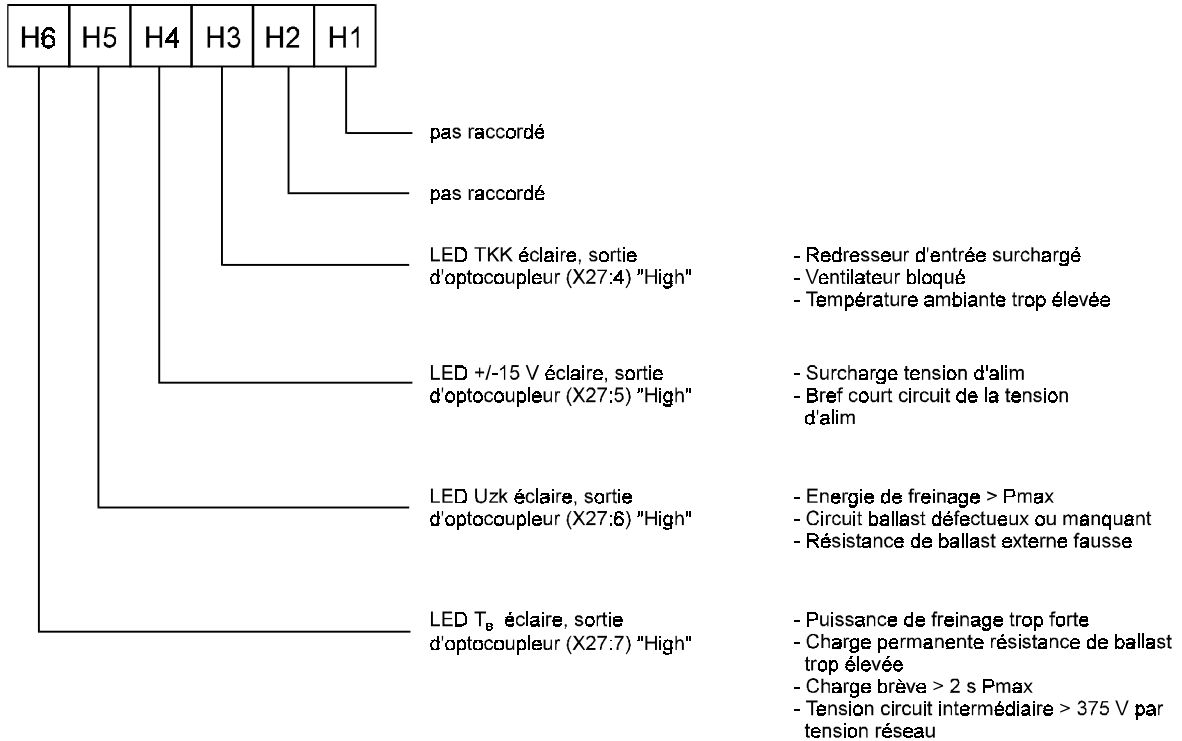 H6 H5 H4 H3 H2 H1
pas raccordé
pas raccordé
LED TKK éclaire, sortie
d'optocoupleur (X27:4) "High"
- Redresseur d'entrée surchargé
- Ventilateur bloqué
- Température ambiante trop élevée
LED +/-15 V éclaire, sortie
d'optocoupleur (X27:5) "High"
- Surcharge tension d'alim
- Bref court circuit de la tension
d'alim
LED Uzk éclaire, sortie
d'optocoupleur (X27:6) "High"
- Energie de freinage > Pmax
- Circuit ballast défectueux ou manquant
- Résistance de ballast externe fausse
LED TB éclaire, sortie
d'optocoupleur (X27:7) "High"
- Puissance de freinage trop forte
- Charge permanente résistance de ballast
trop élevée
- Charge brève > 2 s Pmax
- Tension circuit intermédiaire > 375 V par
tension réseau